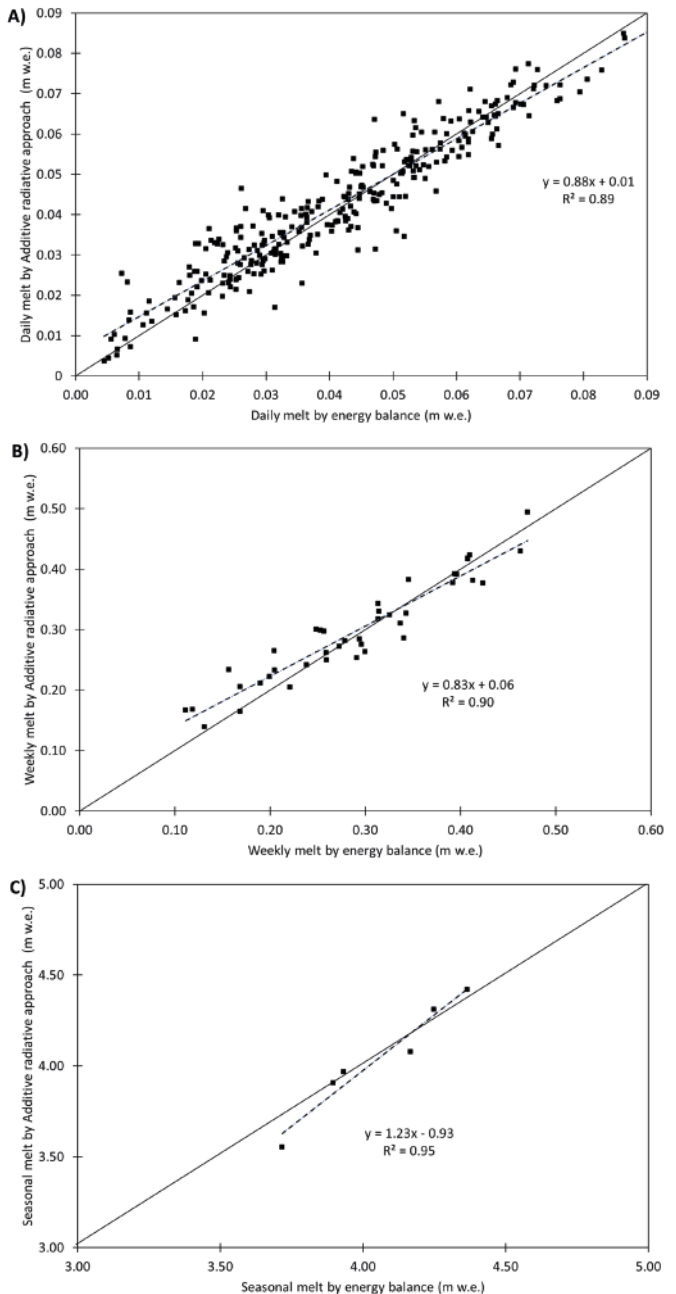 A)
0.09
0.08
0.07
0.06
0.05
0.04
0.03
0.02
0.01
0
Daily melt by Additive radiative approach (m w.e.)
y = 0.88x + 0.01
R² = 0.89
0.00 0.01 0.02 0.03 0.04 0.05 0.06 0.07 0.08 0.09
Daily melt by energy balance (m w.e.)
B)
0.60
0.50
0.40
0.30
0.20
0.10
0.00
Weekly melt by Additive radiative approach (m w.e.)
y = 0.83x + 0.06
R² = 0.90
0.00 0.10 0.20 0.30 0.40 0.50 0.60
Weekly melt by energy balance (m w.e.)
C)
5.00
4.50
4.00
3.50
3.00
Seasonal melt by Additive radiative approach (m w.e.)
y = 1.23x - 0.93
R² = 0.95
3.00 3.50 4.00 4.50 5.00
Seasonal melt by energy balance (m w.e.)